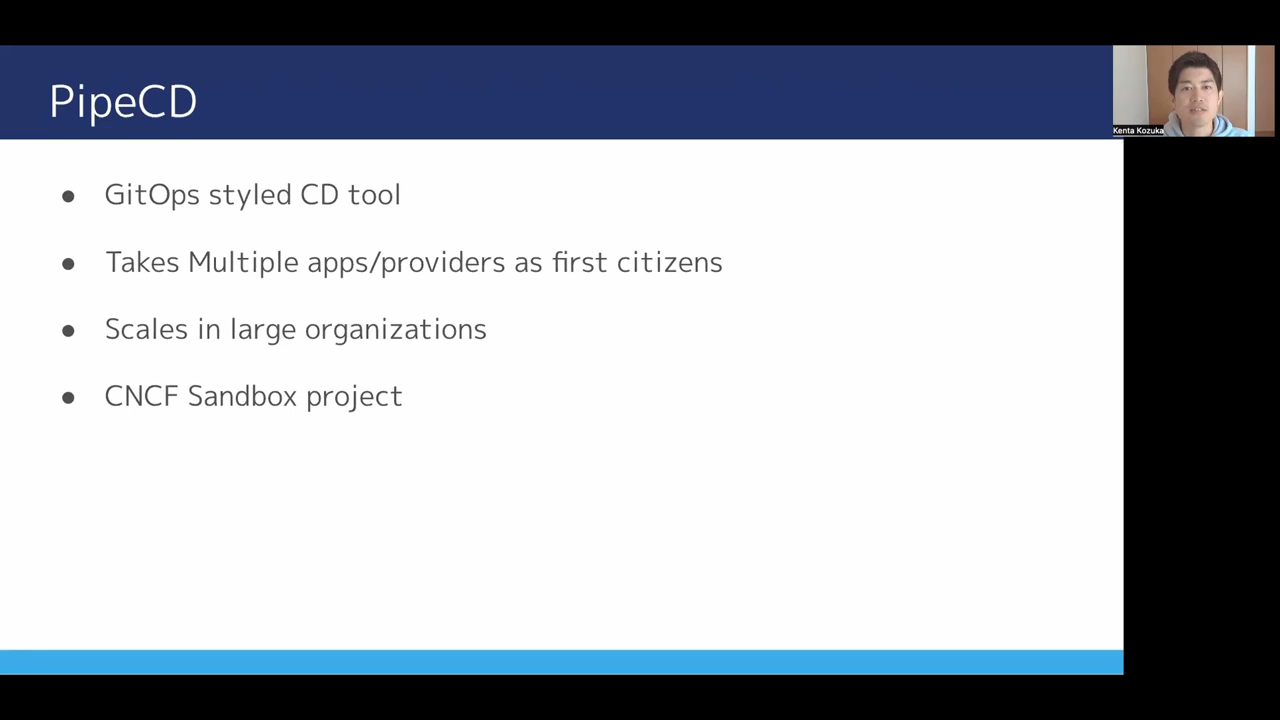 PipeCD
Kenta Kozuka
● GitOps styled CD tool
● Takes Multiple apps/providers as first citizens
● Scales in large organizations
● CNCF Sandbox project